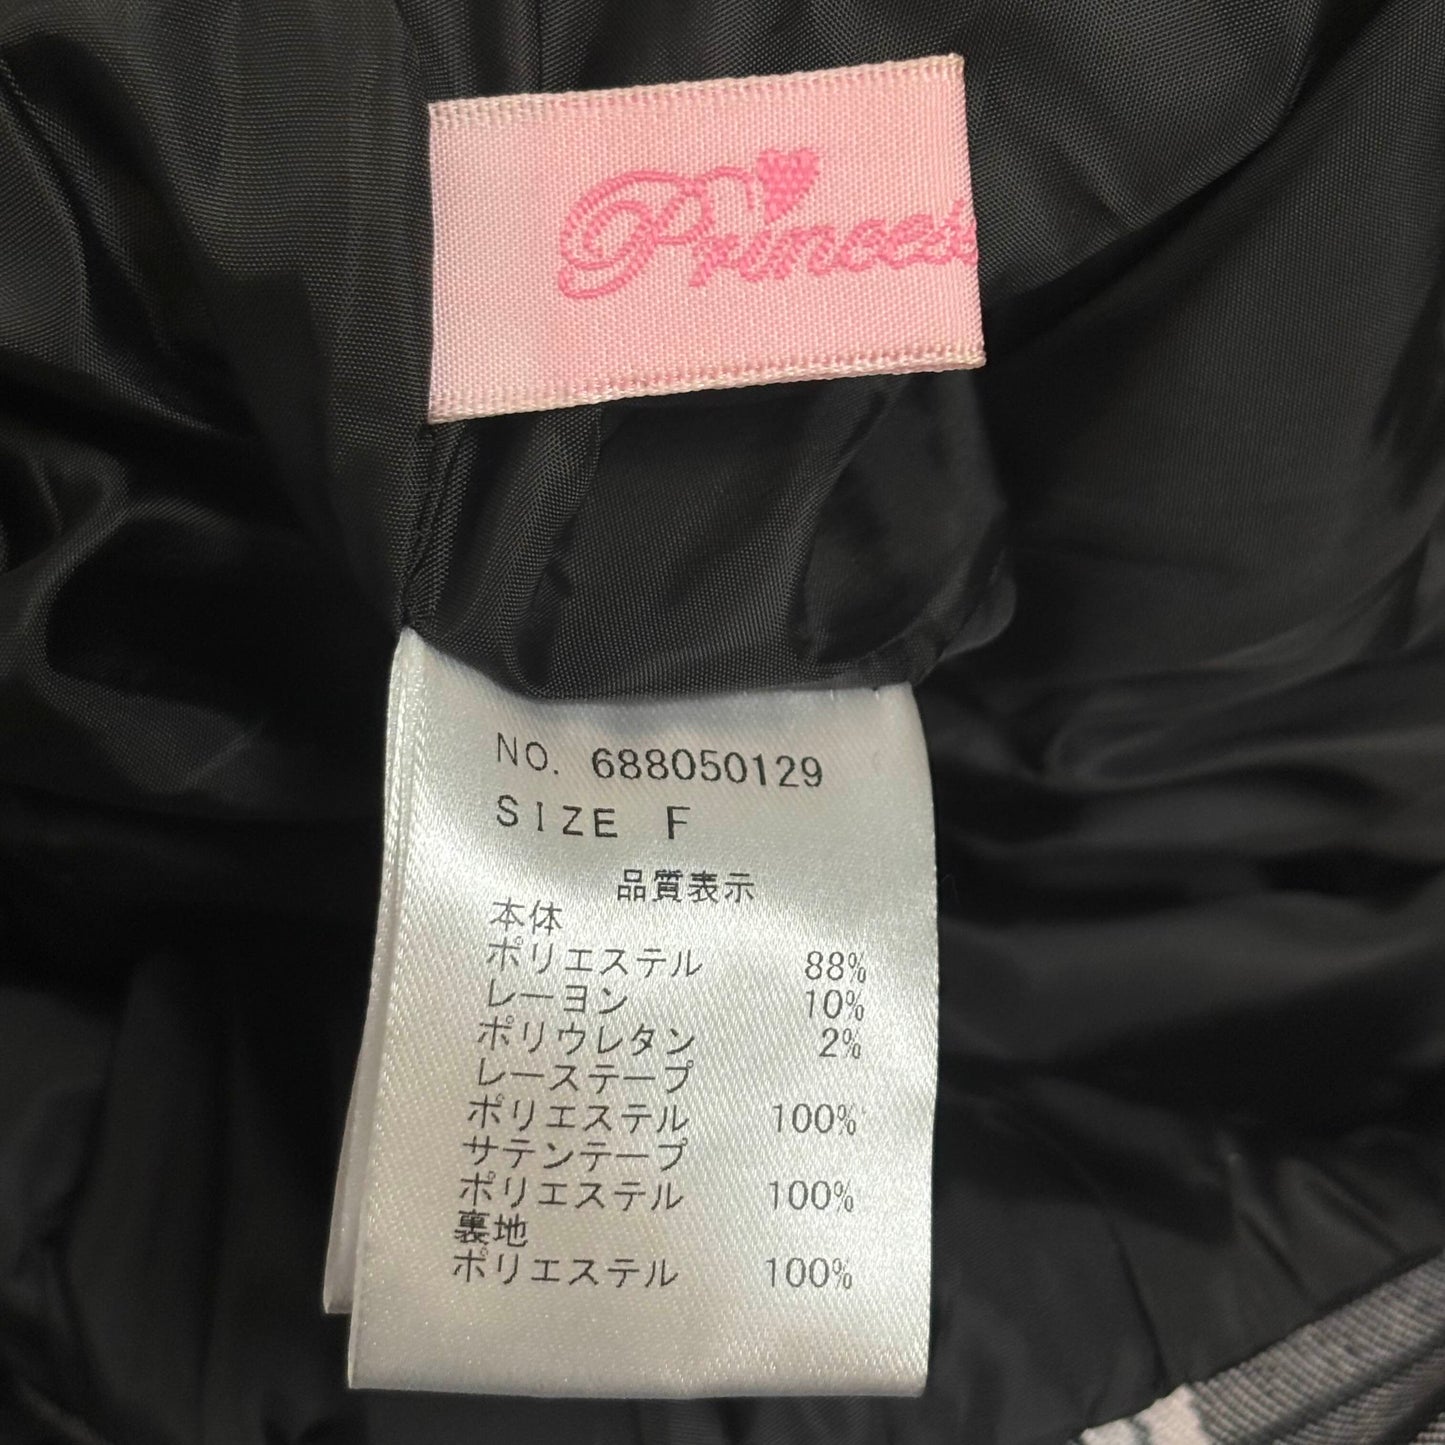 Princess
NO. 688050129
SIZE F
品質表示
本体
ポリエステル 88%
レーヨン 10%
ポリウレタン 2%
レーステープ
ポリエステル 100%
サテンテープ
ポリエステル 100%
裏地
ポリエステル 100%